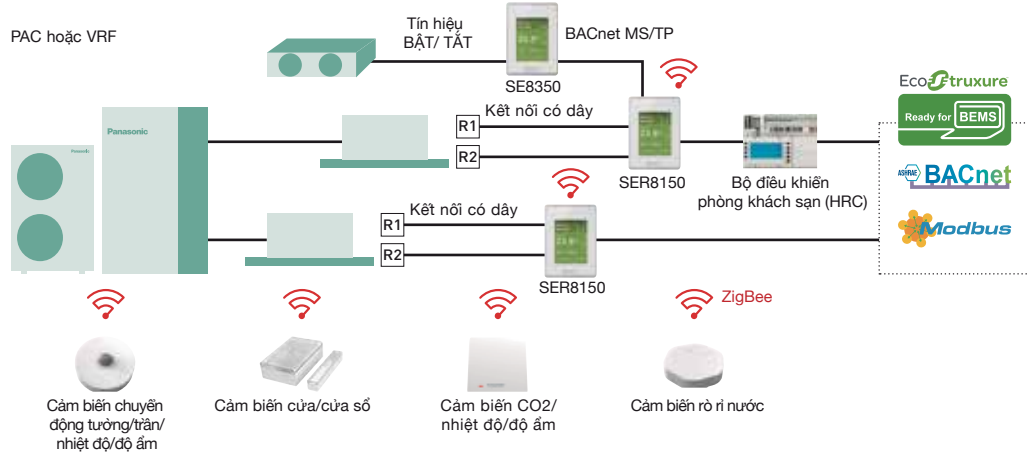 PAC hoặc VRF
Tín hiệu
BẬT/ TẮT
BACnet MS/TP
SE8350
EcoStruxure
Ready for BEMS
Panasonic
Panasonic
Kết nối có dây
R1
R2
SER8150
Bộ điều khiển
phòng khách sạn (HRC)
ASHRAE BACnet
Modbus
Kết nối có dây
R1
R2
SER8150
ZigBee
Cảm biến chuyển
động tường/trần/
nhiệt độ/độ ẩm
Cảm biến cửa/cửa sổ
Cảm biến CO2/
nhiệt độ/độ ẩm
Cảm biến rò rỉ nước